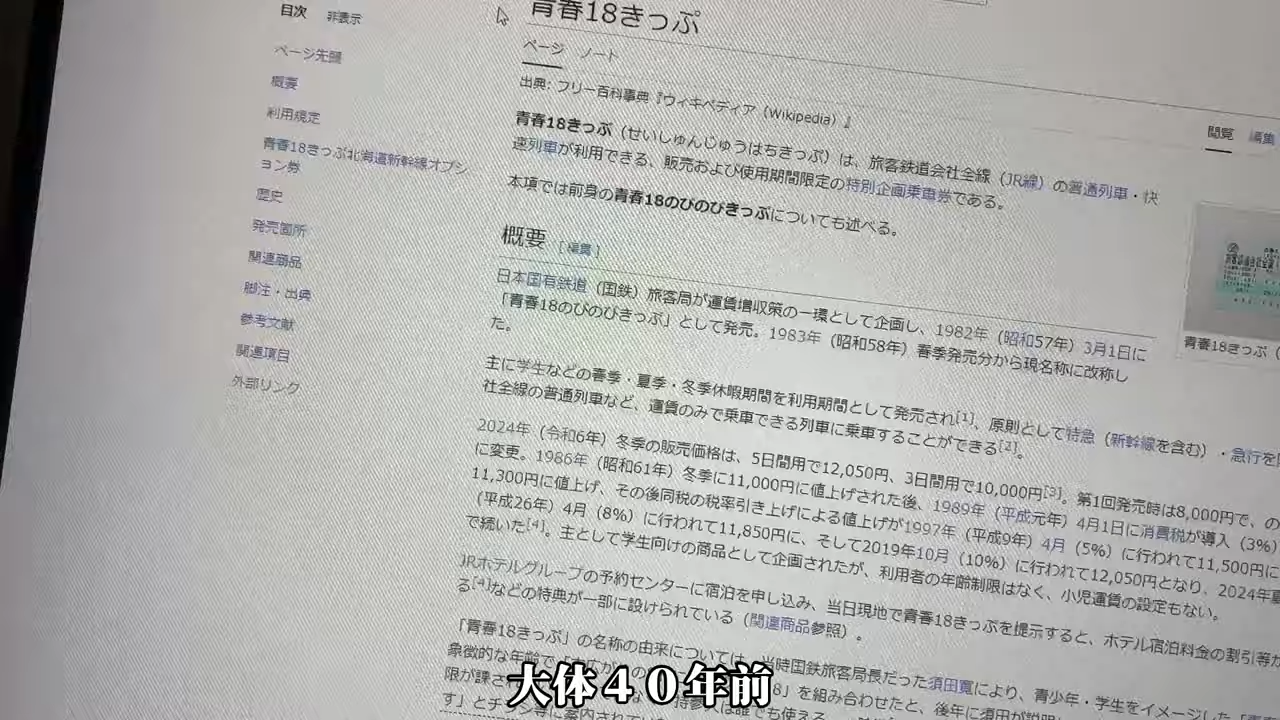 目次 非表示
ページ先頭
概要
利用規定
青春18きっぷ北海道新幹線オプション券
歴史
発売箇所
関連商品
脚注・出典
参考文献
関連項目
外部リンク
青春18きっぷ
ページ ノート
閲覧 編集
出典: フリー百科事典『ウィキペディア（Wikipedia）』
青春18きっぷ（せいしゅんじゅうはちきっぷ）は、旅客鉄道会社全線（JR線）の普通列車・快
速列車が利用できる、販売および使用期間限定の特別企画乗車券である。
本項では前身の青春18のびのびきっぷについても述べる。
青春18きっぷ（
概要 [編集]
日本国有鉄道（国鉄）旅客局が運賃増収策の一環として企画し、1982年（昭和57年）3月1日に
「青春18のびのびきっぷ」として発売。1983年（昭和58年）春季発売分から現名称に改称し
た。
主に学生などの春季・夏季・冬季休暇期間を利用期間として発売され[1]、原則として特急（新幹線を含む）・急行を
社全線の普通列車など、運賃のみで乗車できる列車に乗車することができる[2]。
2024年（令和6年）冬季の販売価格は、5日間用で12,050円、3日間用で10,000円[3]。第1回発売時は8,000円で、の
に変更。1986年（昭和61年）冬季に11,000円に値上げされた後、1989年（平成元年）4月1日に消費税が導入（3%）
11,300円に値上げ、その後同税の税率引き上げによる値上げが1997年（平成9年）4月（5%）に行われて11,500円に
（平成26年）4月（8%）に行われて11,850円に、そして2019年10月（10%）に行われて12,050円となり、2024年夏
で続いた[4]。主として学生向けの商品として企画されたが、利用者の年齢制限はなく、小児運賃の設定もない。
JRホテルグループの予約センターに宿泊を申し込み、当日現地で青春18きっぷを提示すると、ホテル宿泊料金の割引等が
る[4]などの特典が一部に設けられている（関連商品参照）。
「青春18きっぷ」の名称の由来については、当時国鉄旅客局長だった須田寛により、青少年・学生をイメージした「
象徴的な年齢で
限が課さ 8」を組み合わせたと、後年に須田が説明
す」とチ
大体４０年前